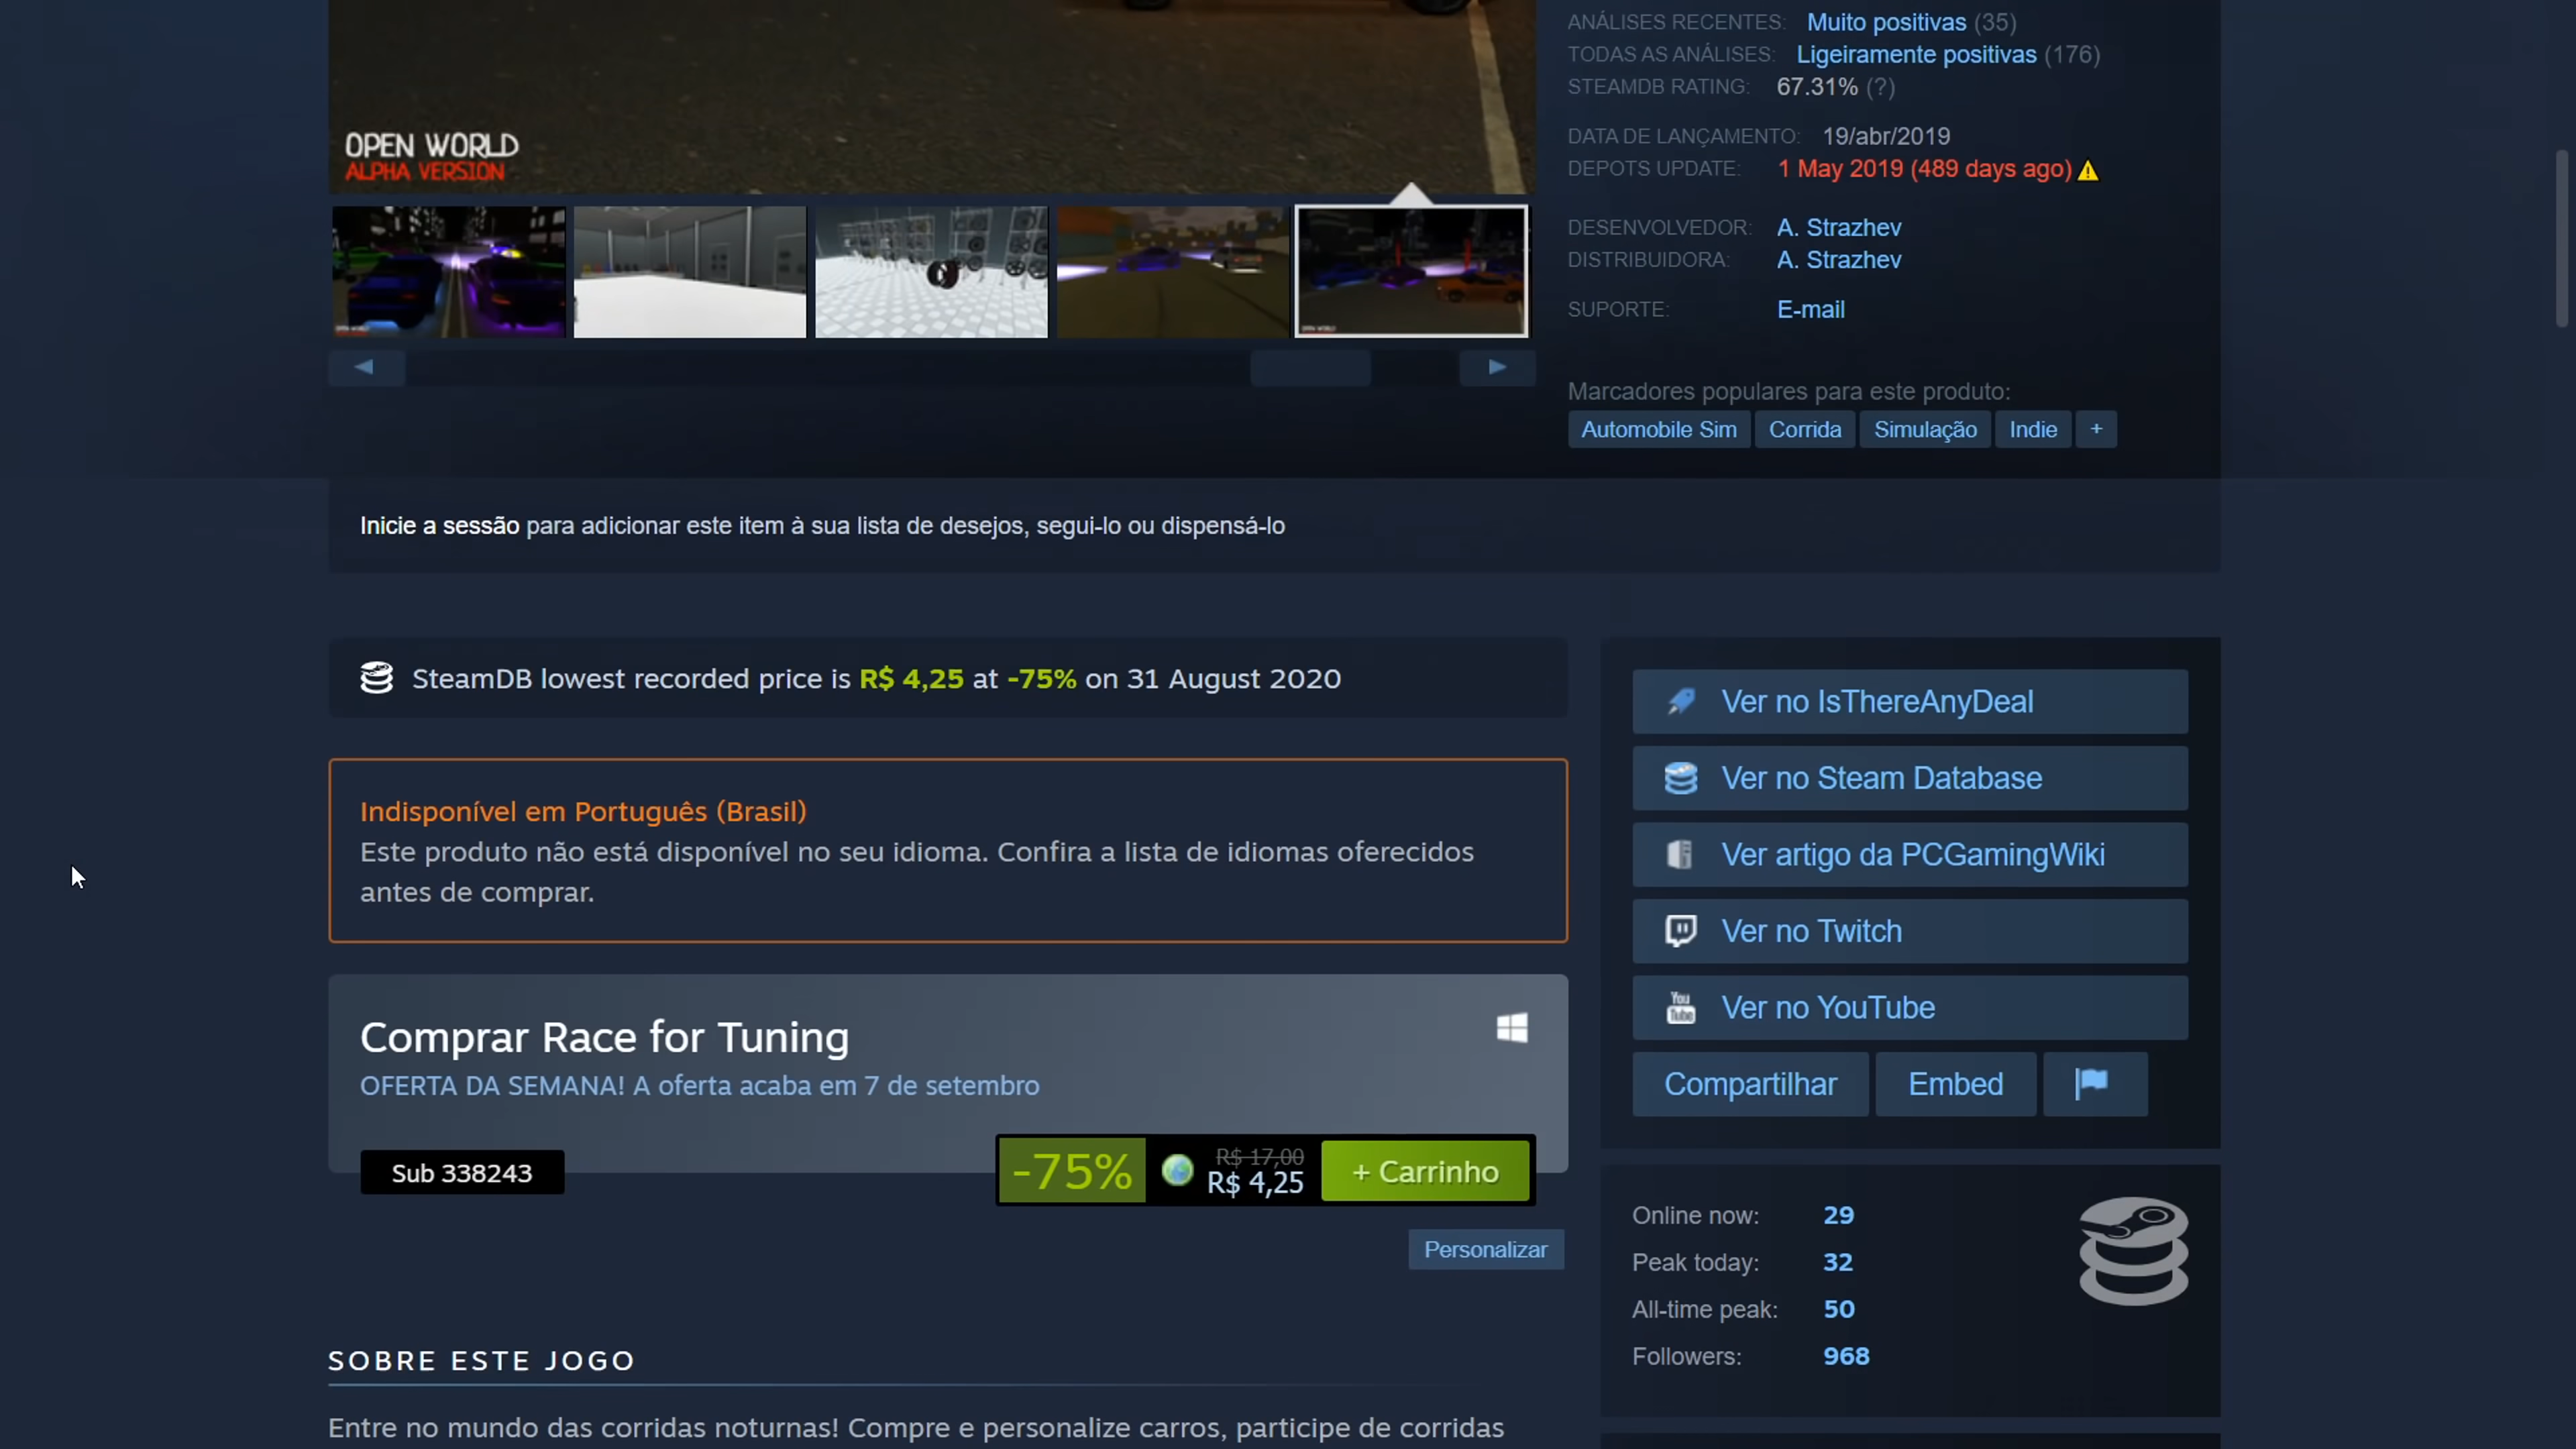 OPEN WORLD
ALPHA VERSION
ANÁLISES RECENTES: Muito positivas (35)
TODAS AS ANÁLISES: Ligeiramente positivas (176)
STEAMDB RATING: 67.31% (?)
DATA DE LANÇAMENTO: 19/abr/2019
DEPOTS UPDATE: 1 May 2019 (489 days ago)
DESENVOLVEDOR: A. Strazhev
DISTRIBUIDORA: A. Strazhev
SUPORTE: E-mail
Marcadores populares para este produto:
Automobile Sim Corrida Simulação Indie +
Inicie a sessão para adicionar este item à sua lista de desejos, segui-lo ou dispensá-lo
SteamDB lowest recorded price is R$ 4,25 at -75% on 31 August 2020
Indisponível em Português (Brasil)
Este produto não está disponível no seu idioma. Confira a lista de idiomas oferecidos
antes de comprar.
Comprar Race for Tuning
OFERTA DA SEMANA! A oferta acaba em 7 de setembro
Sub 338243
-75%
R$ 17,00
R$ 4,25
+ Carrinho
Personalizar
SOBRE ESTE JOGO
Entre no mundo das corridas noturnas! Compre e personalize carros, participe de corridas
Ver no IsThereAnyDeal
Ver no Steam Database
Ver artigo da PCGamingWiki
Ver no Twitch
You
Tube
Ver no YouTube
Compartilhar Embed
Online now: 29
Peak today: 32
All-time peak: 50
Followers: 968